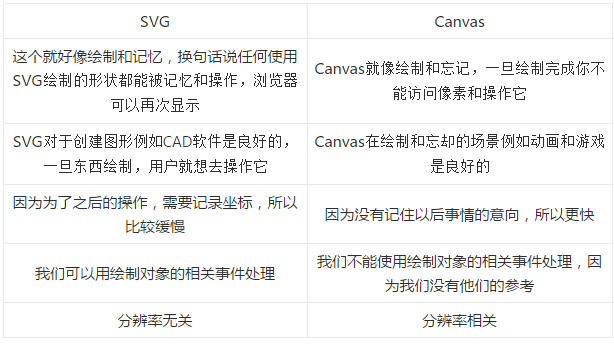 SVG
Canvas
这个就好像绘制和记忆，换句话说任何使用
SVG绘制的形状都能被记忆和操作，浏览器
可以再次显示
Canvas就像绘制和忘记，一旦绘制完成你不
能访问像素和操作它
SVG对于创建图形例如CAD软件是良好的，
一旦东西绘制，用户就想去操作它
Canvas在绘制和忘却的场景例如动画和游戏
是良好的
因为为了之后的操作，需要记录坐标，所以
比较缓慢
因为没有记住以后事情的意向，所以更快
我们可以用绘制对象的相关事件处理
我们不能使用绘制对象的相关事件处理，因
为我们没有他们的参考
分辨率无关
分辨率相关